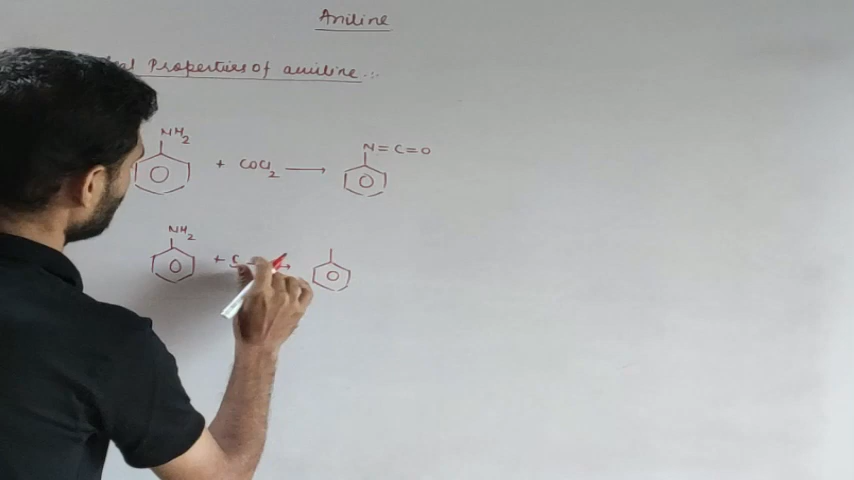 Aniline
Properties of aniline :-
NH2
+ COCl2 →
N=C=O
NH2
+ C